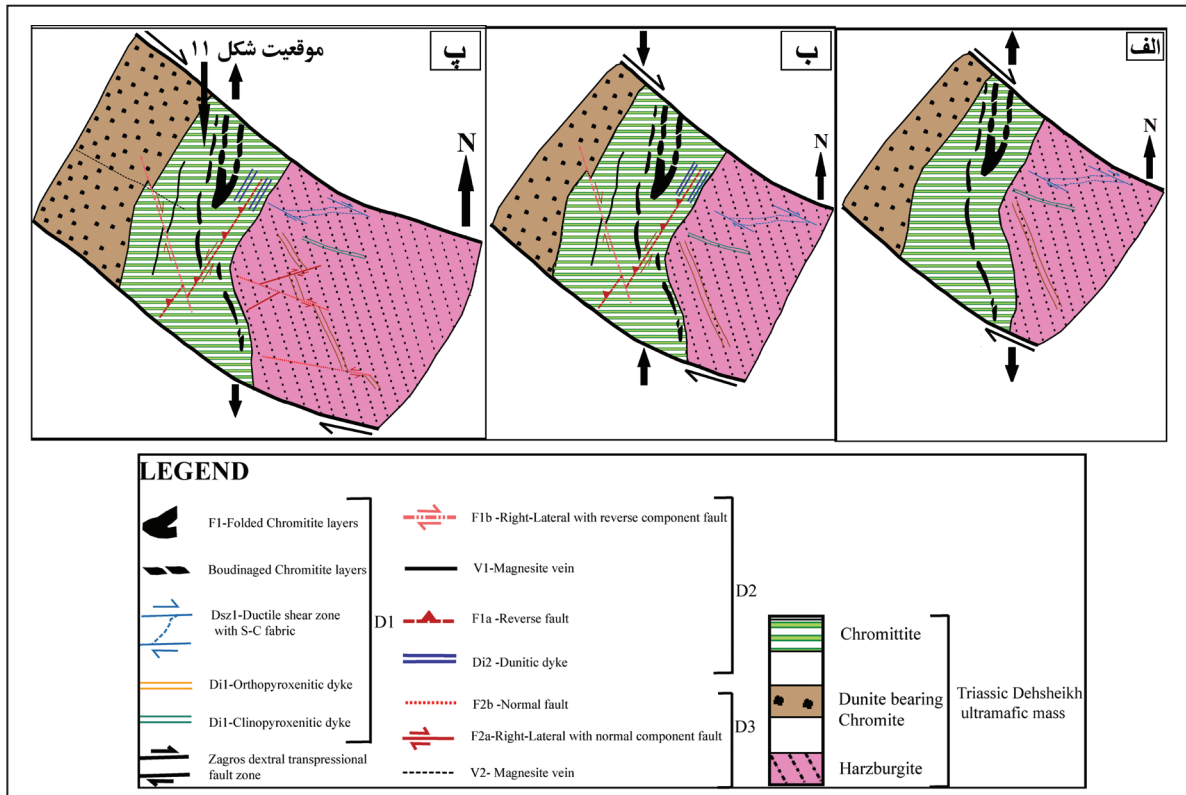 موقعیت شکل ۱۱
پ
N
ب
N
الف
N
LEGEND
F1-Folded Chromitite layers
Boudinaged Chromitite layers
Dsz1-Ductile shear zone
with S-C fabric
Di1-Orthopyroxenitic dyke
Di1-Clinopyroxenitic dyke
Zagros dextral transpressional
fault zone
D1
F1b -Right-Lateral with reverse component fault
V1-Magnesite vein
F1a -Reverse fault
Di2 -Dunitic dyke
D2
F2b -Normal fault
F2a-Right-Lateral with normal component fault
V2- Magnesite vein
D3
Chromittite
Dunite bearing
Chromite
Harzburgite
Triassic Dehsheikh
ultramafic mass